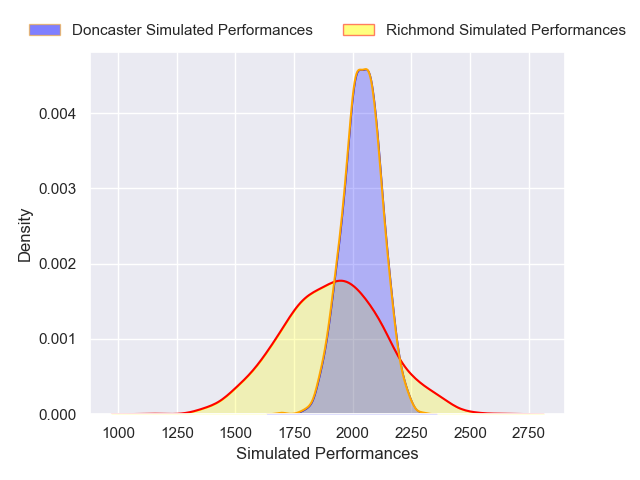 Doncaster Simulated Performances Richmond Simulated Performances
0.004
0.003
0.002
0.001
0.000
Density
1000 1250 1500 1750 2000 2250 2500 2750
Simulated Performances